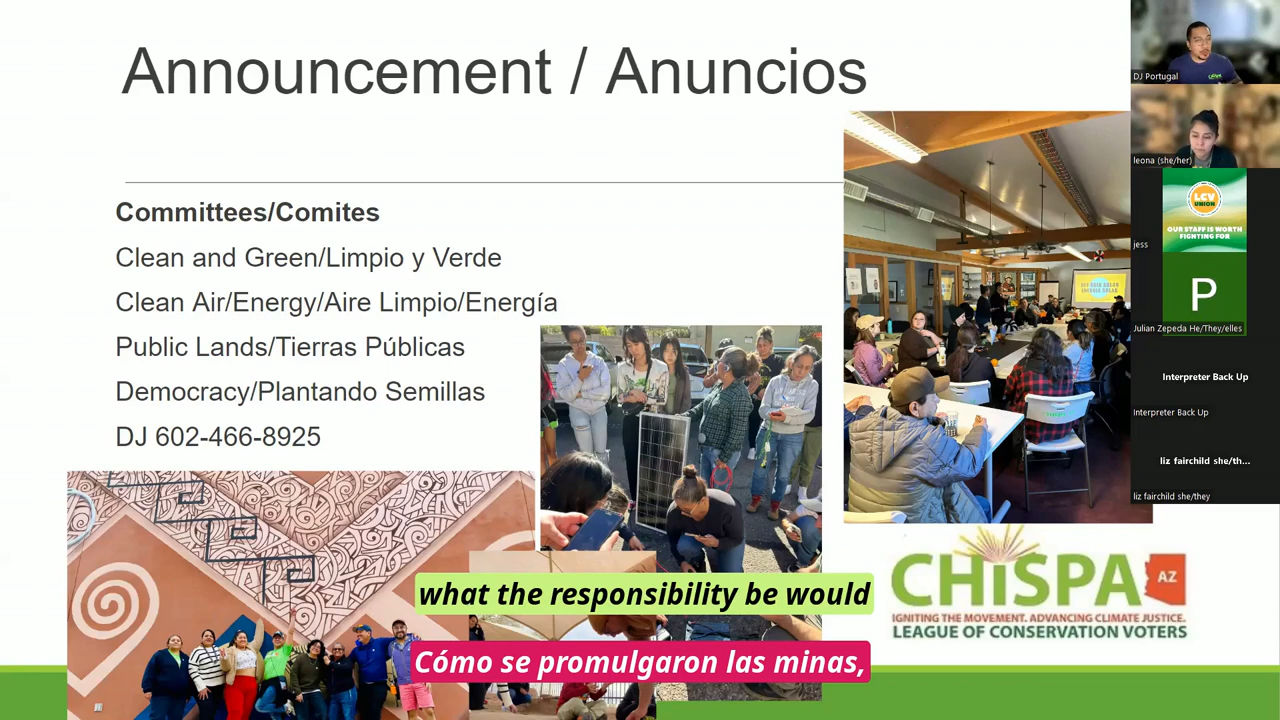 Announcement / Anuncios
Committees/Comites
Clean and Green/Limpio y Verde
Clean Air/Energy/Aire Limpio/Energía
Public Lands/Tierras Públicas
Democracy/Plantando Semillas
DJ 602-466-8925
what the responsibility be would
Cómo se promulgaron las minas,
CHiSPA AZ
IGNITING THE MOVEMENT. ADVANCING CLIMATE JUSTICE.
LEAGUE OF CONSERVATION VOTERS
DJ Portugal
leona (she/her)
LCV
UNION
OUR STAFF IS WORTH
FIGHTING FOR
jess
P
Julian Zepeda He/They/elles
Interpreter Back Up
Interpreter Back Up
liz fairchild she/th...
liz fairchild she/they